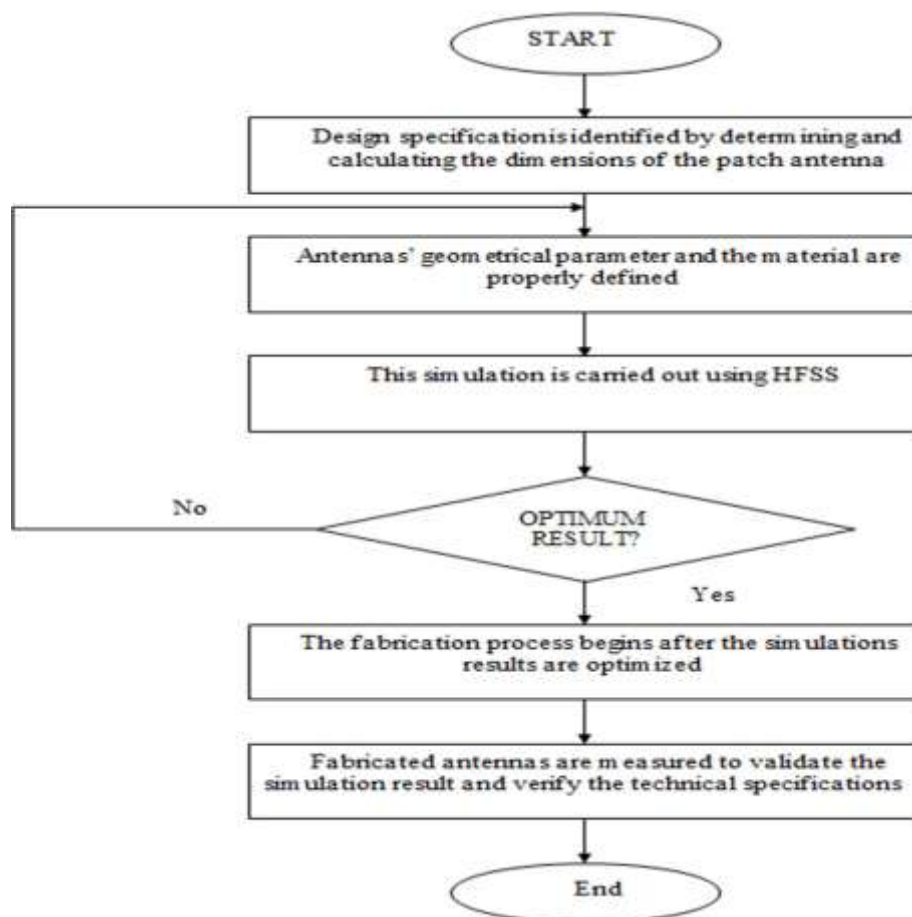 START
Design specification is identified by determining and
calculating the dimensions of the patch antenna
Antennas' geometrical parameter and the material are
properly defined
This simulation is carried out using HFSS
No
OPTIMUM
RESULT?
Yes
The fabrication process begins after the simulations
results are optimized
Fabricated antennas are measured to validate the
simulation result and verify the technical specifications
End